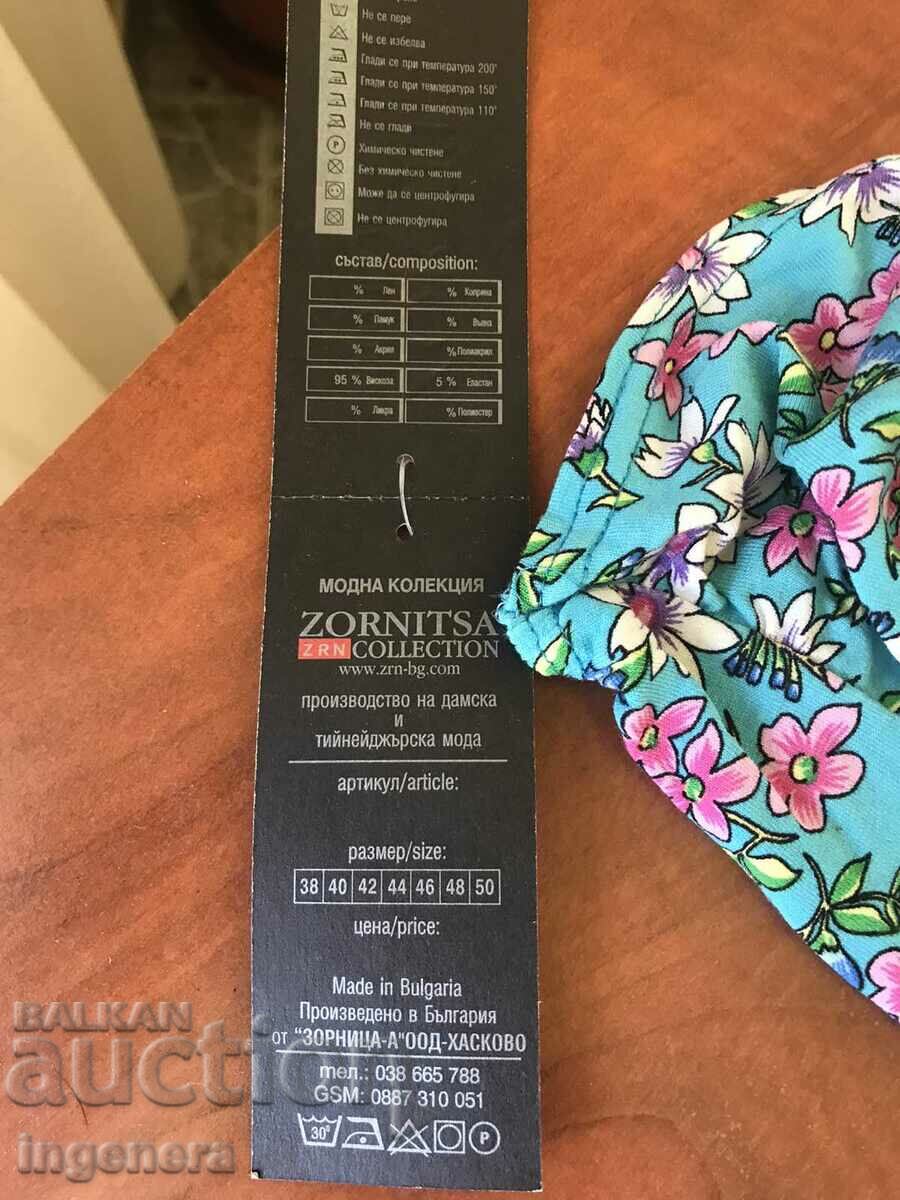 Не се пере
Не се избелва
Глади се при температура 200°
Глади се при температура 150°
Глади се при температура 110°
Не се глади
P Химическо чистене
Без химическо чистене
Може да се центрофугира
Не се центрофугира
състав/composition:
% Лен % Коприна
% Памук % Вълна
% Акрил % Полиакрил
95 % Вискоза 5 % Еластан
% Ликра % Полиестер
МОДНА КОЛЕКЦИЯ
ZORNITSA
ZRN COLLECTION
www.zrn-bg.com
производство на дамска
и
тийнейджърска мода
артикул/article:
размер/size:
38 40 42 44 46 48 50
цена/price:
Made in Bulgaria
Произведено в България
от "ЗОРНИЦА-А"ООД-ХАСКОВО
тел.: 038 665 788
GSM: 0887 310 051
30° P
BALKAN
auction
ingenera